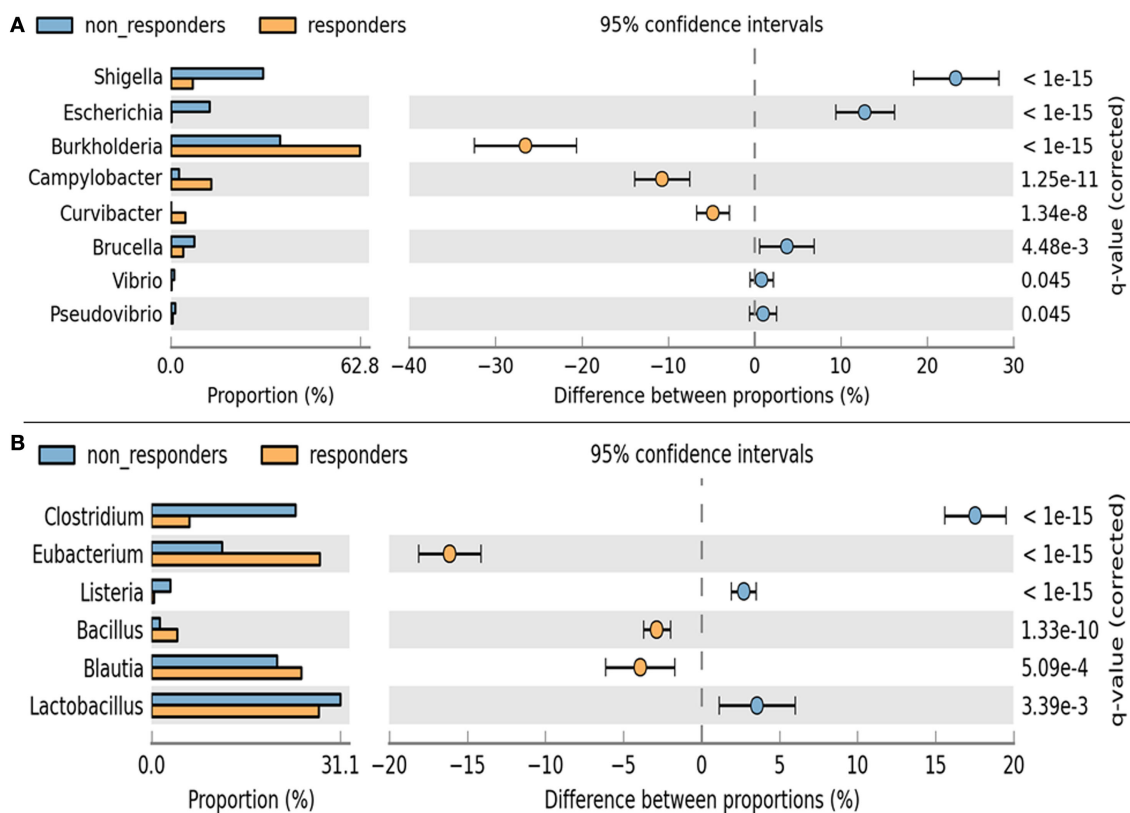 A non_responders responders 95% confidence intervals
Shigella < 1e-15
Escherichia < 1e-15
Burkholderia < 1e-15
Campylobacter 1.25e-11
Curvibacter 1.34e-8
Brucella 4.48e-3
Vibrio 0.045
Pseudovibrio 0.045
q-value (corrected)
0.0 62.8 −40 −30 −20 −10 0 10 20 30
Proportion (%) Difference between proportions (%)
B non_responders responders 95% confidence intervals
Clostridium < 1e-15
Eubacterium < 1e-15
Listeria < 1e-15
Bacillus 1.33e-10
Blautia 5.09e-4
Lactobacillus 3.39e-3
q-value (corrected)
0.0 31.1 −20 −15 −10 −5 0 5 10 15 20
Proportion (%) Difference between proportions (%)